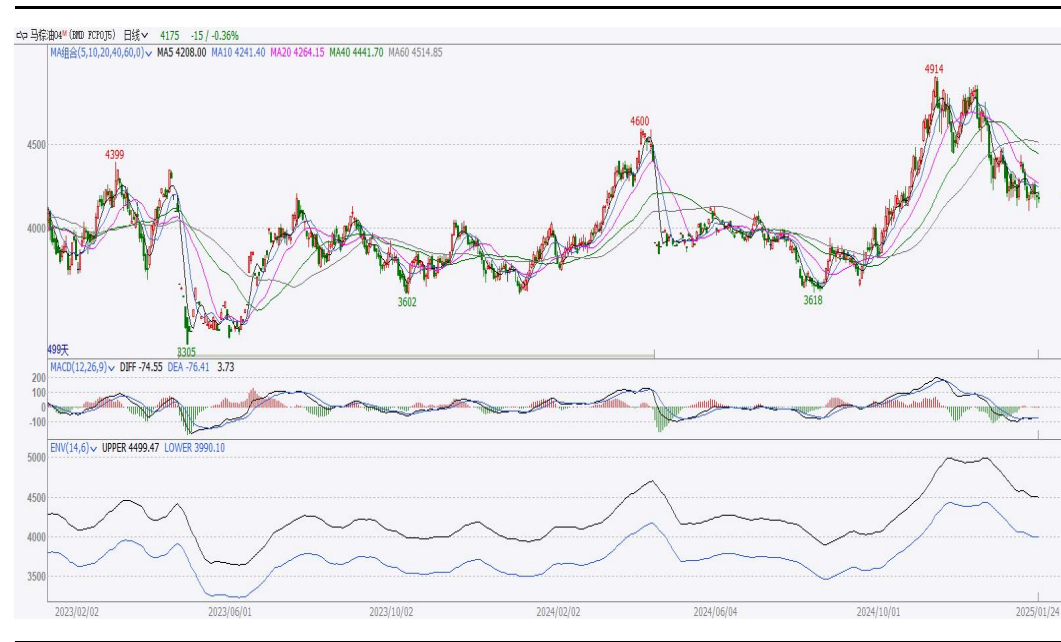 马棕油04M (BMD FCPOJ5) 日线 4175 -15 / -0.36%
MA组合(5,10,20,40,60,0) MA5 4208.00 MA10 4241.40 MA20 4264.15 MA40 4441.70 MA60 4514.85
4914
4600
4500
4399
4000
3602
3618
499天
3305
MACD(12,26,9) DIFF -74.55 DEA -76.41 3.73
200
100
0
-100
ENV(14,6) UPPER 4499.47 LOWER 3990.10
5000
4500
4000
3500
2023/02/02 2023/06/01 2023/10/02 2024/02/02 2024/06/04 2024/10/01 2025/01/24